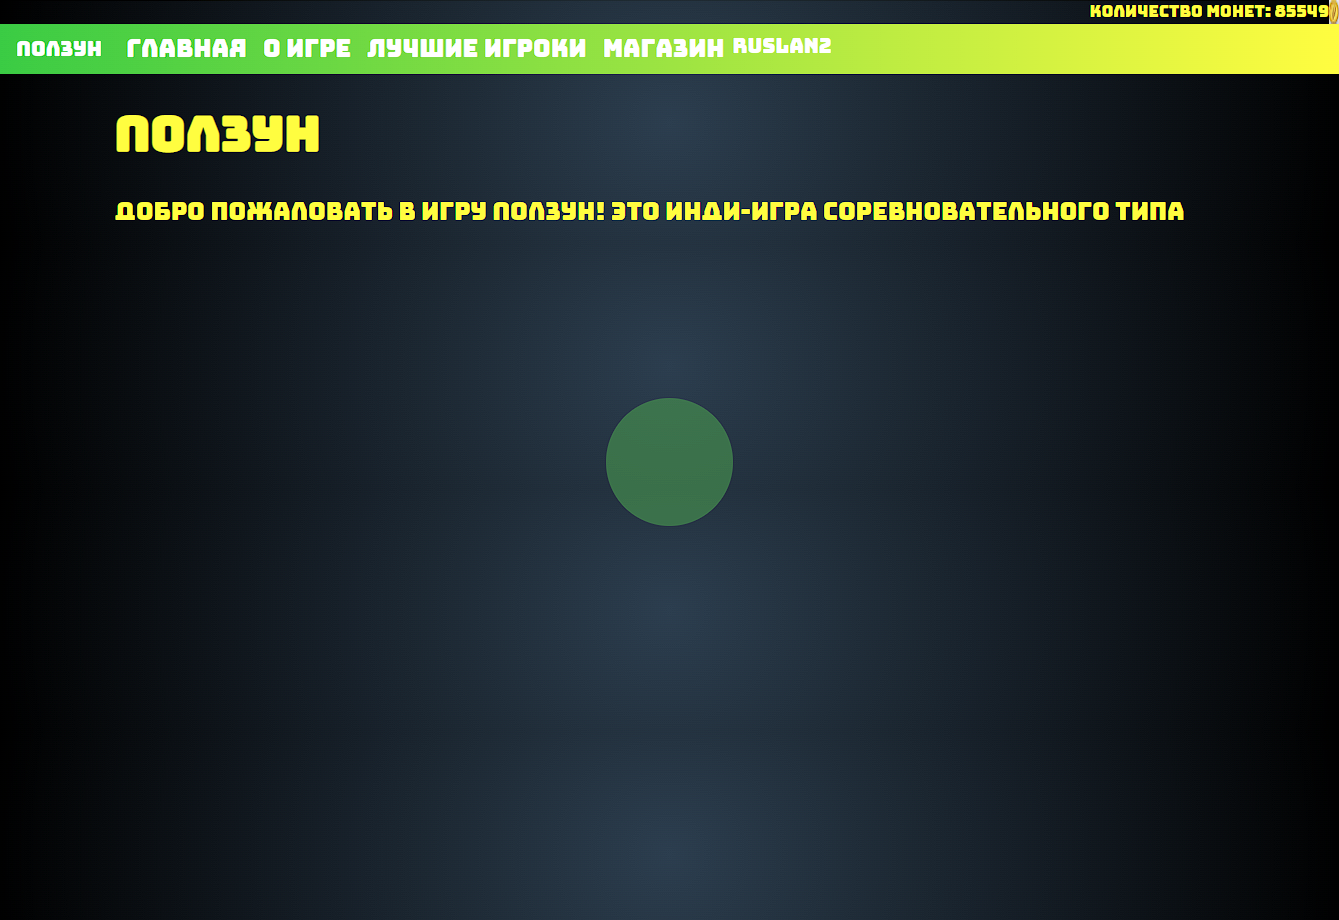 КОЛИЧЕСТВО МОНЕТ: 85549
ПОЛЗУН ГЛАВНАЯ О ИГРЕ ЛУЧШИЕ ИГРОКИ МАГАЗИН RUSLAN2
ПОЛЗУН
ДОБРО ПОЖАЛОВАТЬ В ИГРУ ПОЛЗУН! ЭТО ИНДИ-ИГРА СОРЕВНОВАТЕЛЬНОГО ТИПА